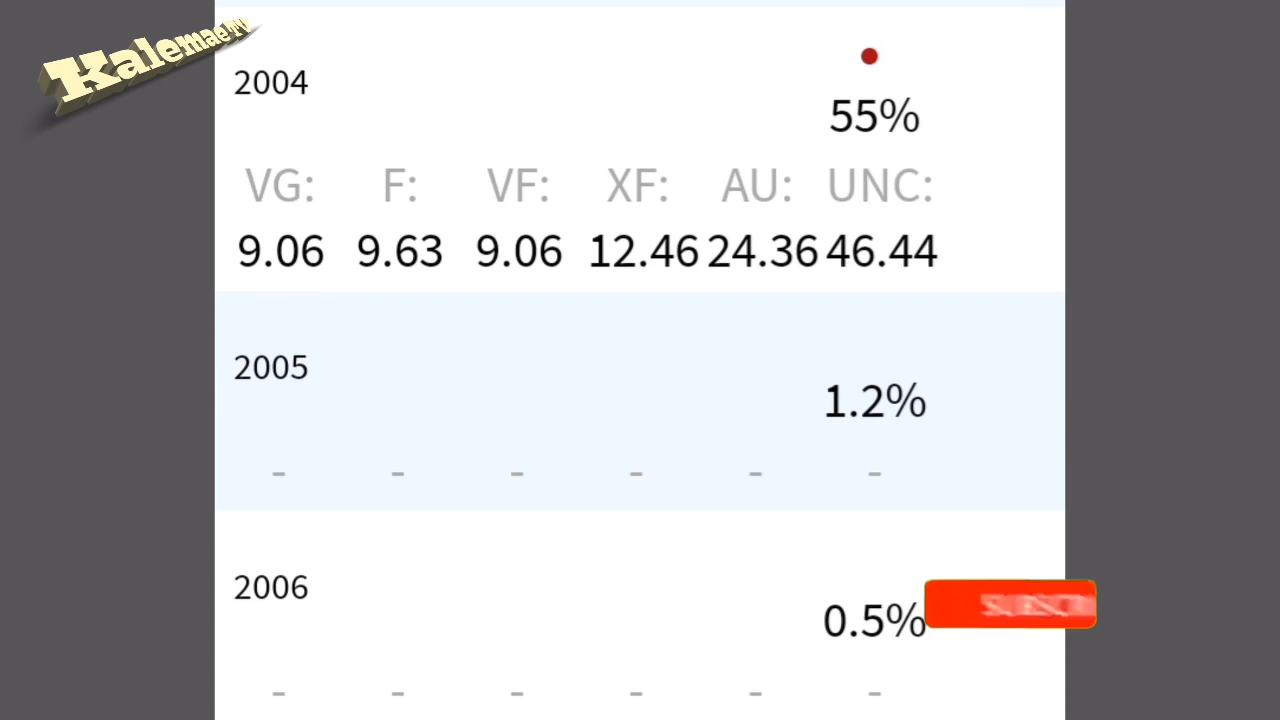 KalemaeTV
2004
55%
VG: F: VF: XF: AU: UNC:
9.06 9.63 9.06 12.46 24.36 46.44
2005
1.2%
- - - - - -
2006
0.5%
- - - - - -